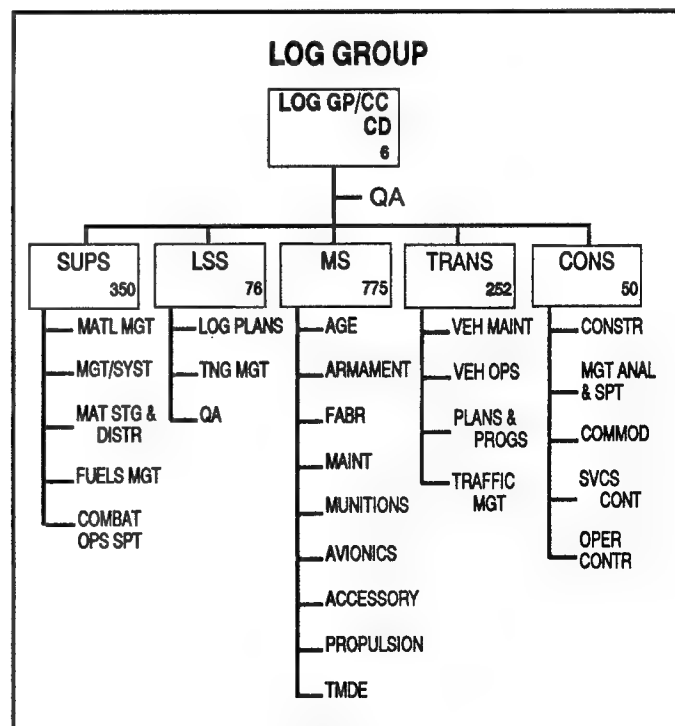 LOG GROUP
LOG GP/CC
CD
6
QA
SUPS
350
MATL MGT
MGT/SYST
MAT STG &
DISTR
FUELS MGT
COMBAT
OPS SPT
LSS
76
LOG PLANS
TNG MGT
QA
MS
775
AGE
ARMAMENT
FABR
MAINT
MUNITIONS
AVIONICS
ACCESSORY
PROPULSION
TMDE
TRANS
252
VEH MAINT
VEH OPS
PLANS &
PROGS
TRAFFIC
MGT
CONS
50
CONSTR
MGT ANAL
& SPT
COMMOD
SVCS
CONT
OPER
CONTR